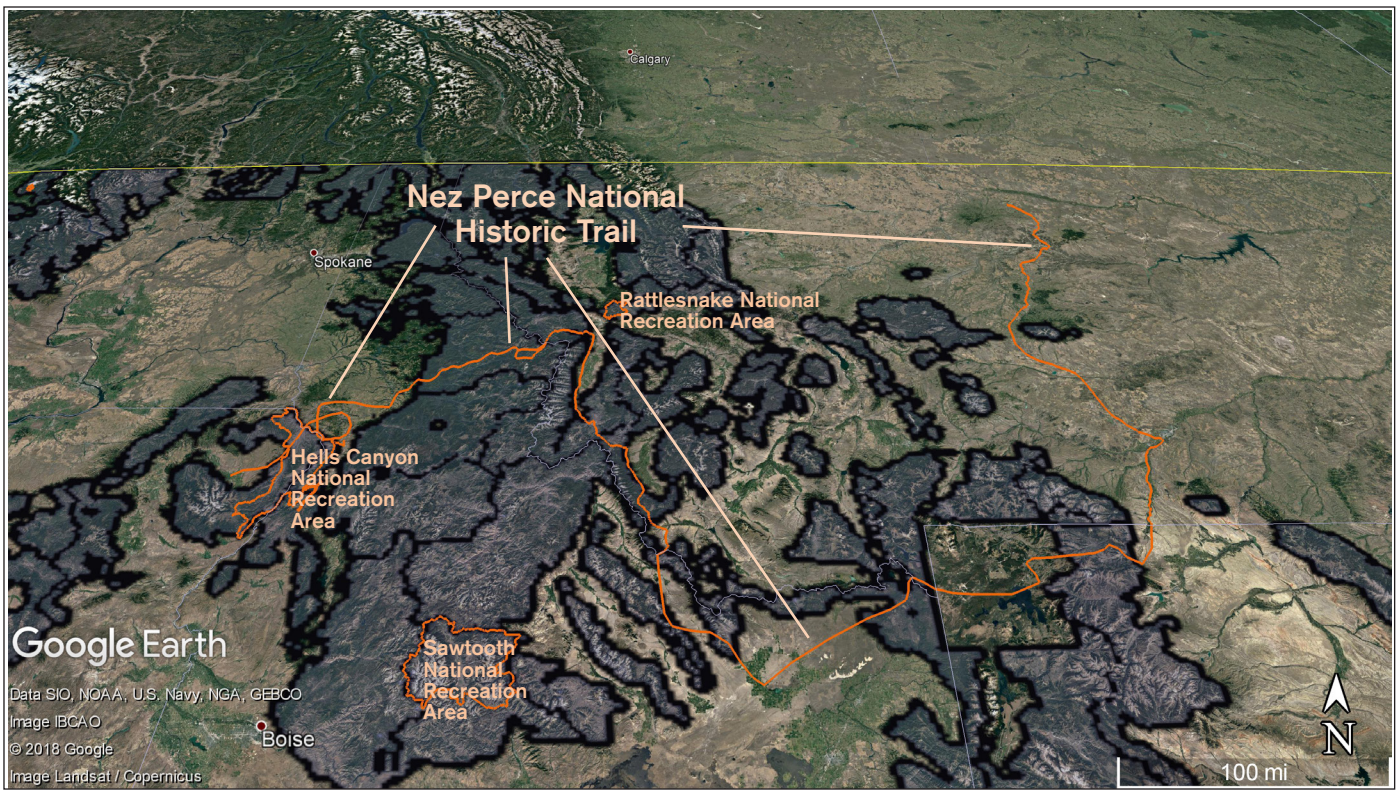 Calgary
Nez Perce National
Historic Trail
Spokane
Rattlesnake National
Recreation Area
Hells Canyon
National
Recreation
Area
Google Earth
Sawtooth
National
Recreation
Area
Data SIO, NOAA, U.S. Navy, NGA, GEBCO
Image IBCAO
© 2018 Google
Image Landsat / Copernicus
Boise
N
100 mi